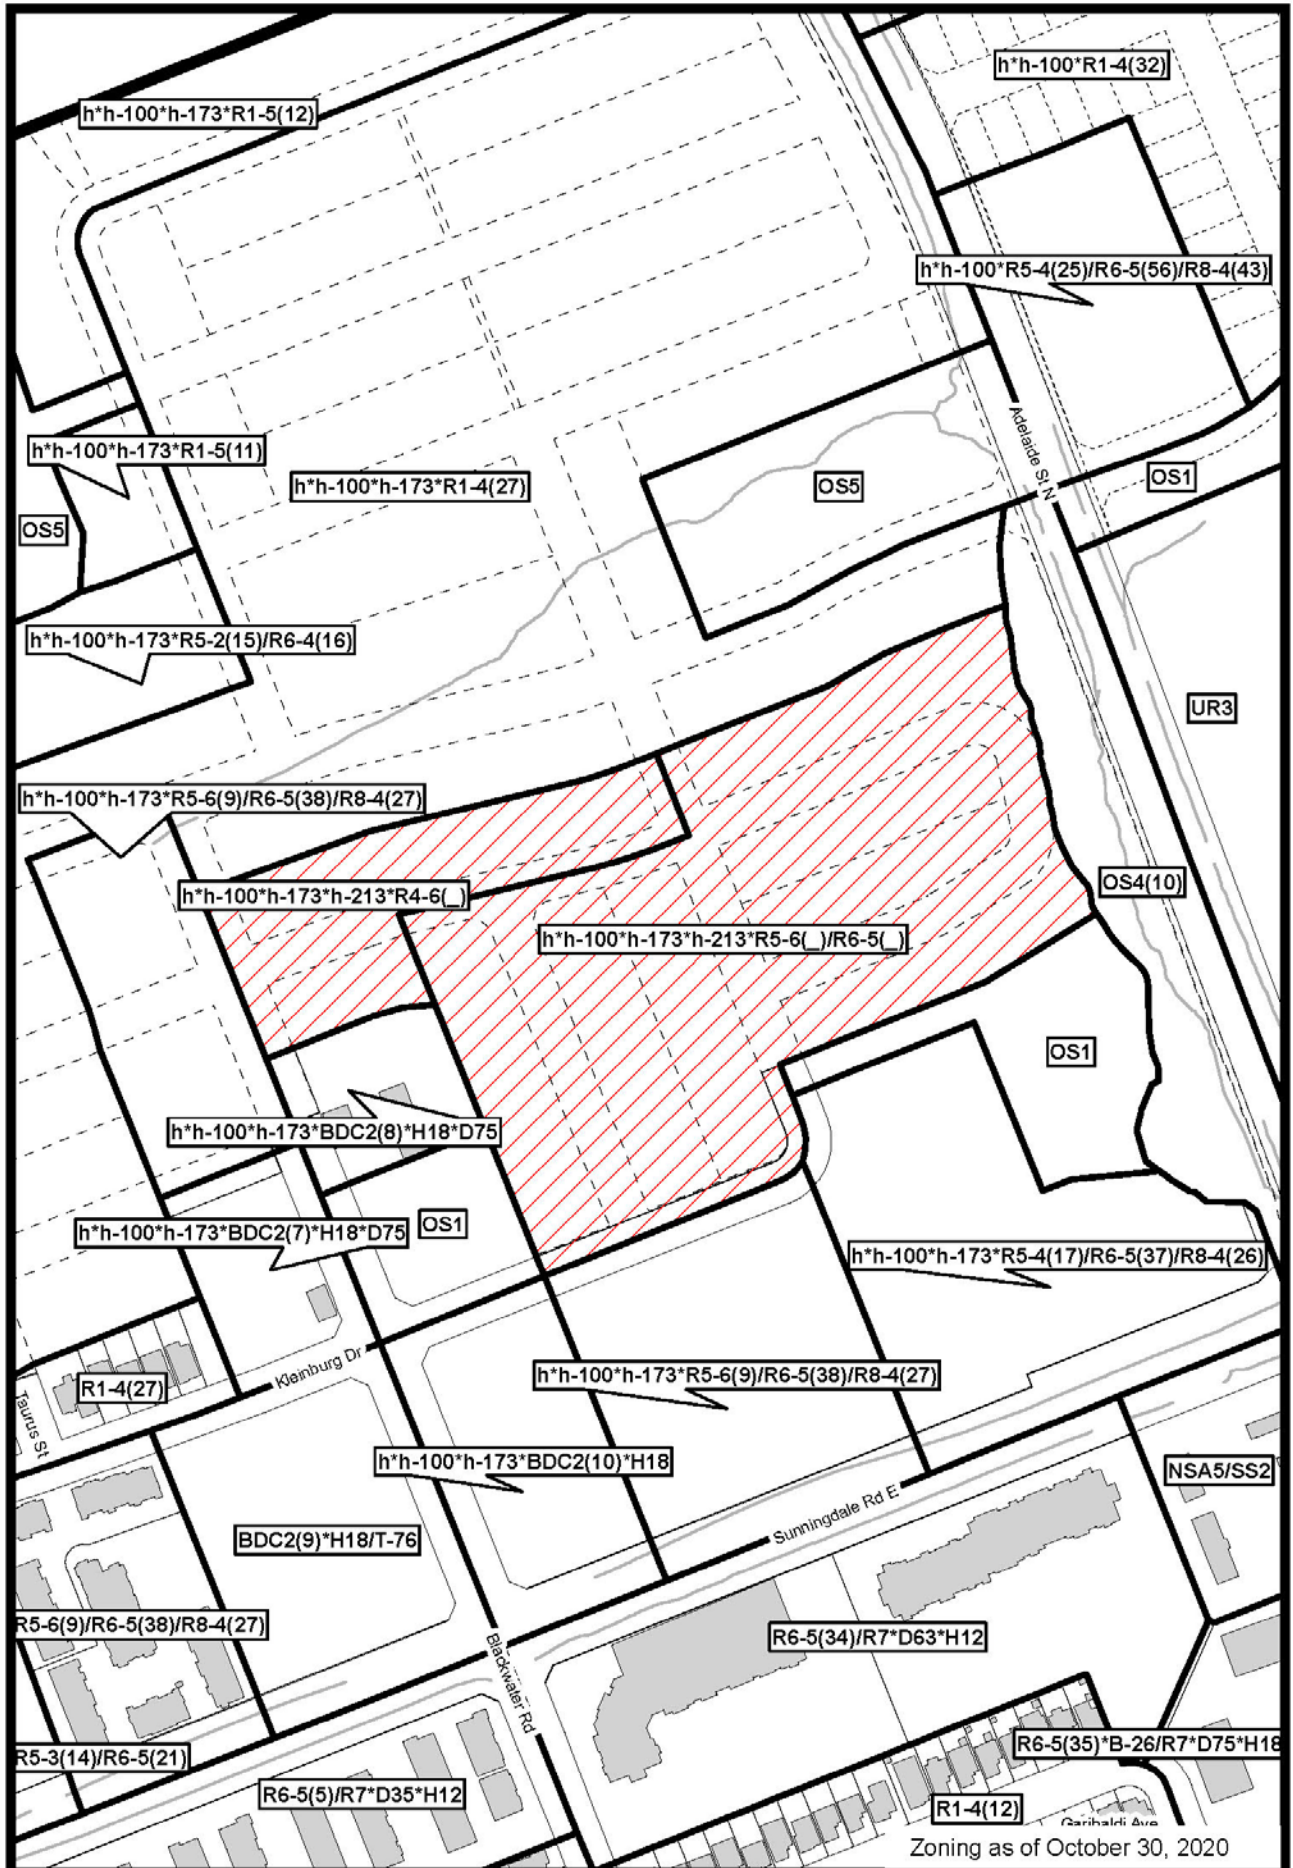 h*h-100*R1-4(32)
h*h-100*h-173*R1-5(12)
h*h-100*R5-4(25)/R6-5(56)/R8-4(43)
Adelaide St N
h*h-100*h-173*R1-5(11)
OS1
h*h-100*h-173*R1-4(27)
OS5
OS5
h*h-100*h-173*R5-2(15)/R6-4(16)
UR3
h*h-100*h-173*R5-6(9)/R6-5(38)/R8-4(27)
OS4(10)
h*h-100*h-173*h-213*R4-6(_)
h*h-100*h-173*h-213*R5-6(_)/R6-5(_)
OS1
h*h-100*h-173*BDC2(8)*H18*D75
OS1
h*h-100*h-173*BDC2(7)*H18*D75
h*h-100*h-173*R5-4(17)/R6-5(37)/R8-4(26)
Kleinburg Dr
h*h-100*h-173*R5-6(9)/R6-5(38)/R8-4(27)
R1-4(27)
Taurus St
h*h-100*h-173*BDC2(10)*H18
NSA5/SS2
Sunningdale Rd E
BDC2(9)*H18/T-76
R5-6(9)/R6-5(38)/R8-4(27)
R6-5(34)/R7*D63*H12
Blackwater Rd
R6-5(35)*B-26/R7*D75*H18
R5-3(14)/R6-5(21)
R6-5(5)/R7*D35*H12
R1-4(12)
Garibaldi Ave
Zoning as of October 30, 2020